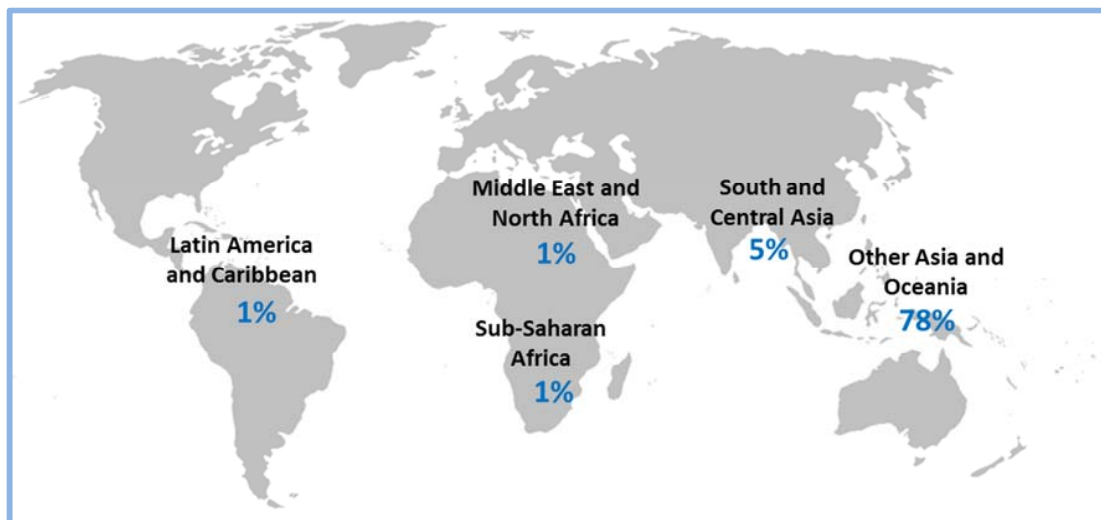 Latin America
and Caribbean
1%
Middle East and
North Africa
1%
Sub-Saharan
Africa
1%
South and
Central Asia
5%
Other Asia and
Oceania
78%